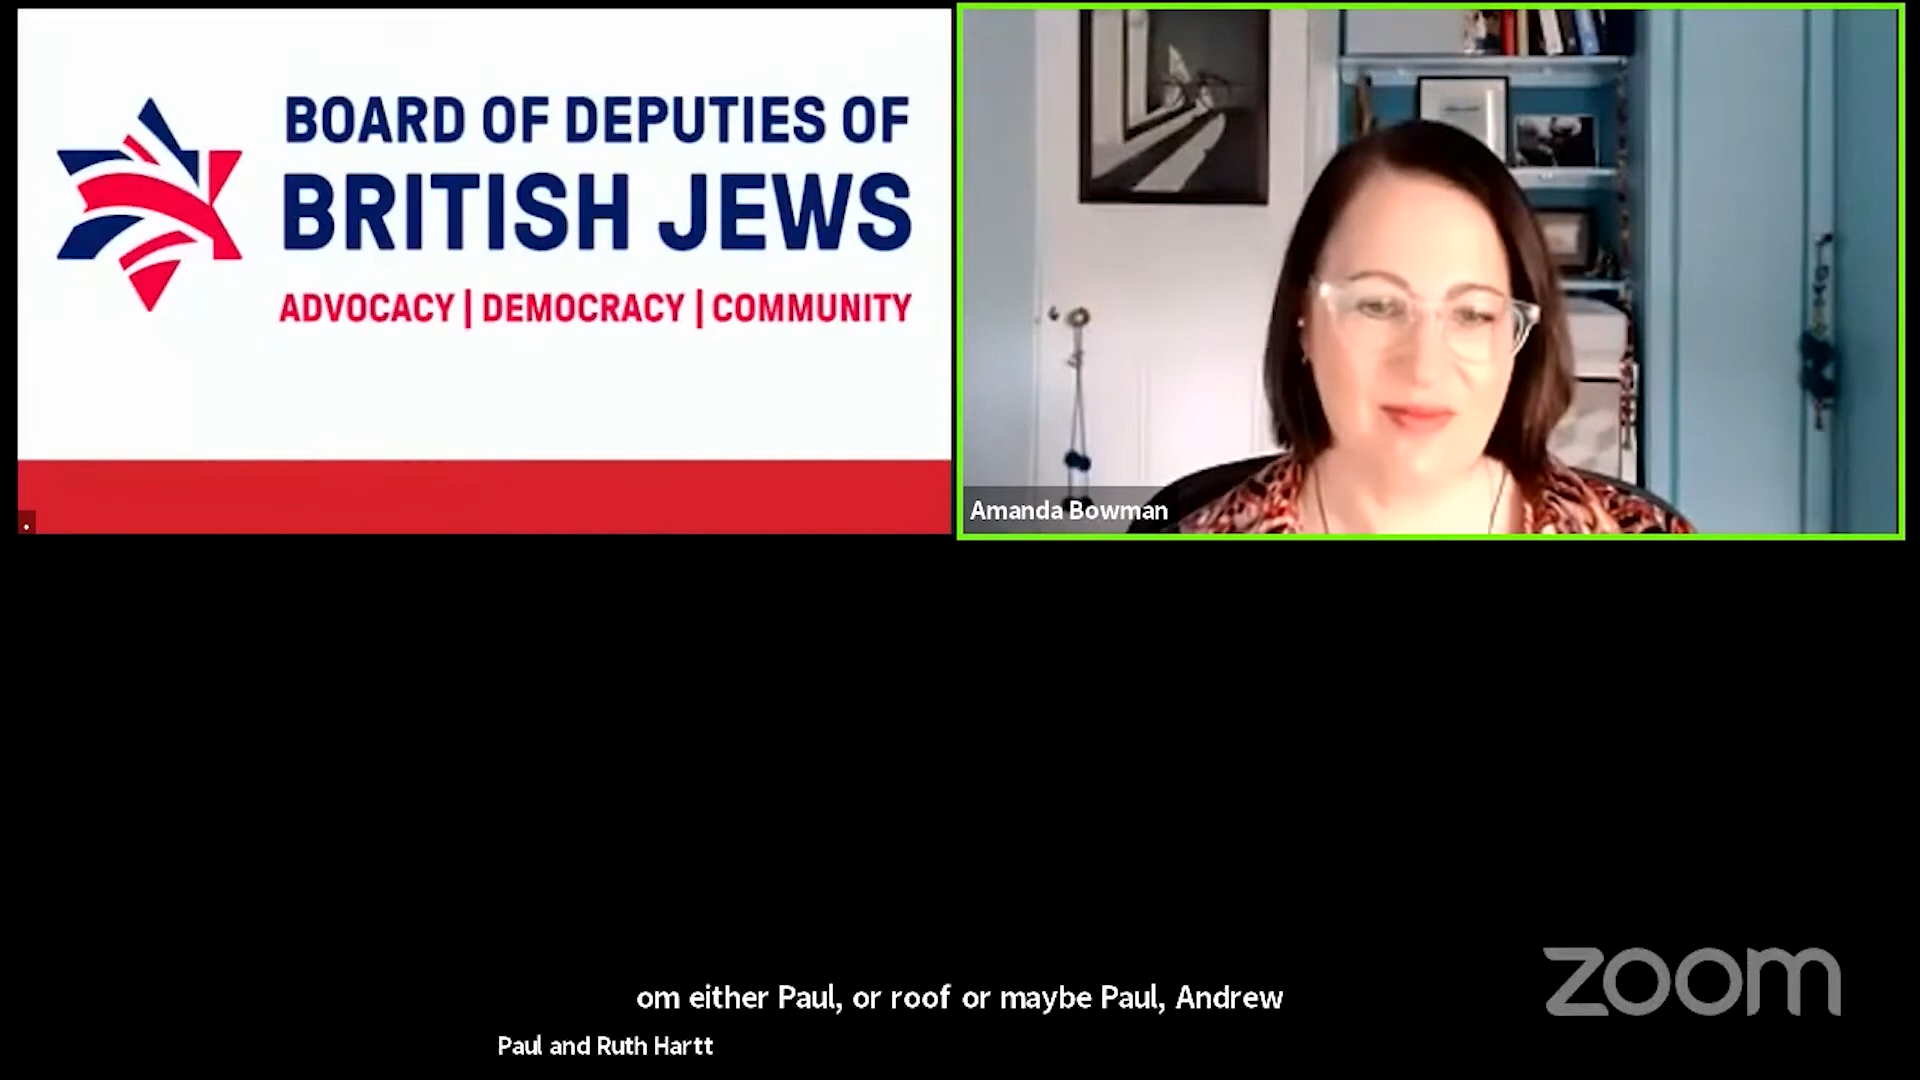 BOARD OF DEPUTIES OF
BRITISH JEWS
ADVOCACY | DEMOCRACY | COMMUNITY
Amanda Bowman
om either Paul, or roof or maybe Paul, Andrew
Paul and Ruth Hartt
zoom